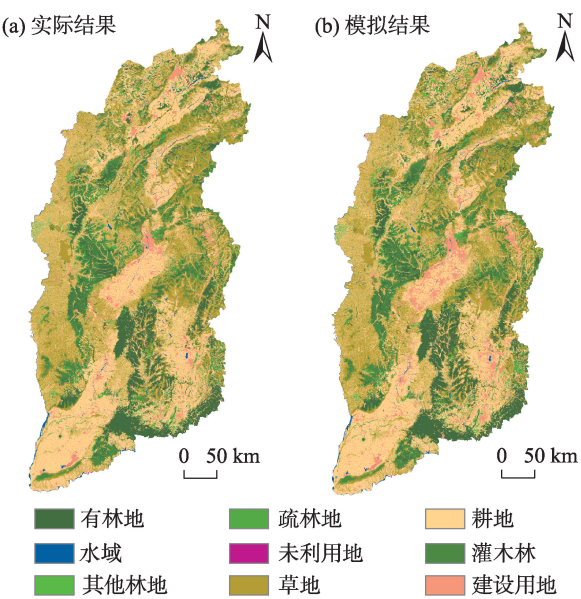 (a) 实际结果
N
(b) 模拟结果
N
0 50 km
0 50 km
有林地 疏林地 耕地
水域 未利用地 灌木林
其他林地 草地 建设用地